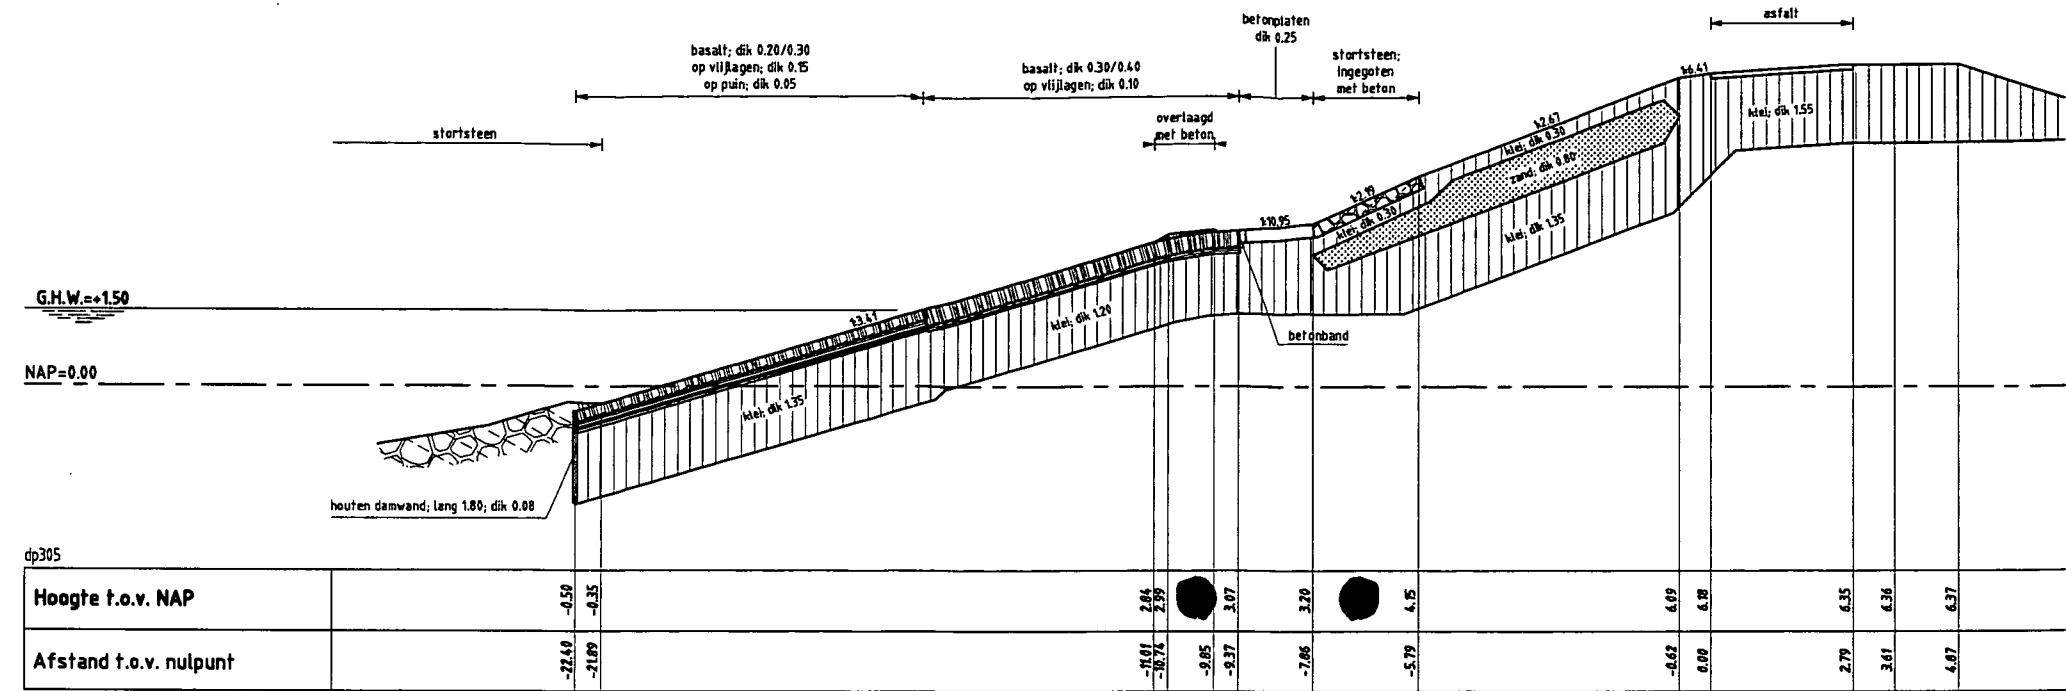 asfalt
betonplaten
dik 0.25
basalt; dik 0.20/0.30
op vlijlagen; dik 0.15
op puin; dik 0.05
basalt; dik 0.30/0.40
op vlijlagen; dik 0.10
stortsteen;
ingegoten
met beton
stortsteen
overlaagd
met beton
1:6.41
1:2.67
klei; dik 0.30
klei; dik 1.55
zand; dik 0.80
1:2.19
klei; dik 0.30
klei; dik 1.35
1:10.95
G.H.W.=+1.50
1:3.41
klei; dik 1.20
betonband
NAP=0.00
klei; dik 1.35
houten damwand; lang 1.80; dik 0.08
dp305
Hoogte t.o.v. NAP -0.50 -0.35 2.84 2.99 3.07 3.20 4.15 6.09 6.18 6.35 6.36 6.37
Afstand t.o.v. nulpunt -22.40 -21.89 -11.01 -10.74 -9.85 -9.37 -7.86 -5.79 -0.62 0.00 2.79 3.61 4.87